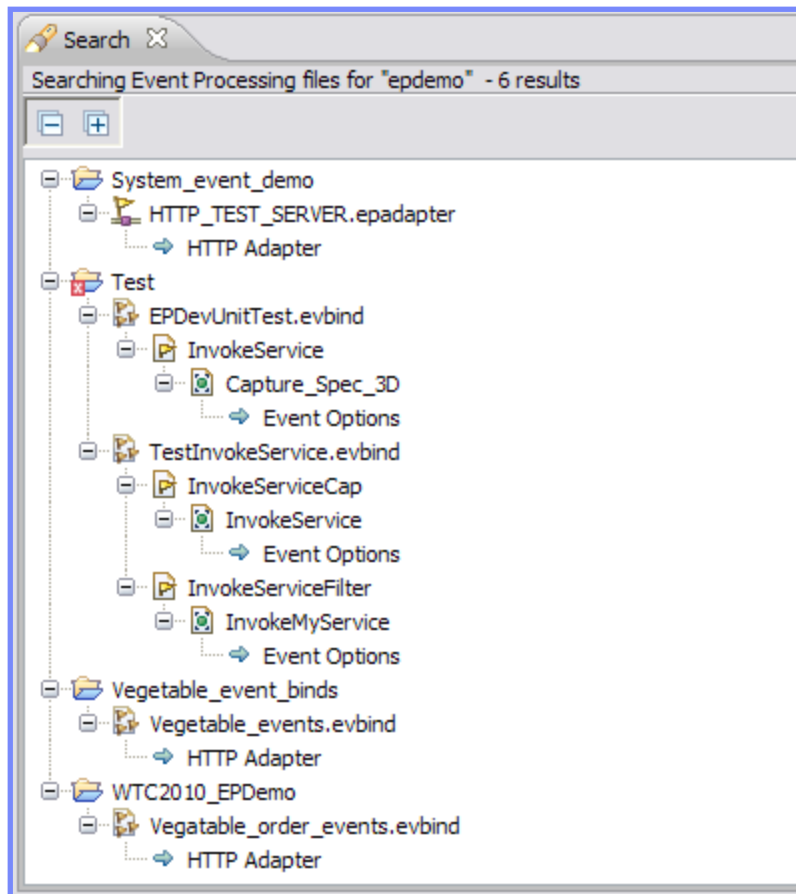 Search
Searching Event Processing files for "epdemo" - 6 results
System_event_demo
HTTP_TEST_SERVER.epadapter
HTTP Adapter
Test
EPDevUnitTest.evbind
InvokeService
Capture_Spec_3D
Event Options
TestInvokeService.evbind
InvokeServiceCap
InvokeService
Event Options
InvokeServiceFilter
InvokeMyService
Event Options
Vegetable_event_binds
Vegetable_events.evbind
HTTP Adapter
WTC2010_EPDemo
Vegatable_order_events.evbind
HTTP Adapter